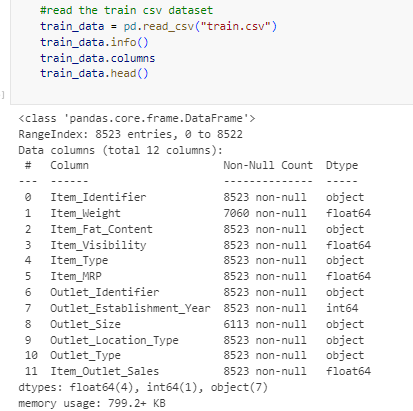 #read the train csv dataset
train_data = pd.read_csv("train.csv")
train_data.info()
train_data.columns
train_data.head()
<class 'pandas.core.frame.DataFrame'>
RangeIndex: 8523 entries, 0 to 8522
Data columns (total 12 columns):
 #   Column                     Non-Null Count  Dtype
---  ------                     --------------  -----
 0   Item_Identifier            8523 non-null   object
 1   Item_Weight                7060 non-null   float64
 2   Item_Fat_Content           8523 non-null   object
 3   Item_Visibility            8523 non-null   float64
 4   Item_Type                  8523 non-null   object
 5   Item_MRP                   8523 non-null   float64
 6   Outlet_Identifier          8523 non-null   object
 7   Outlet_Establishment_Year  8523 non-null   int64
 8   Outlet_Size                6113 non-null   object
 9   Outlet_Location_Type       8523 non-null   object
 10  Outlet_Type                8523 non-null   object
 11  Item_Outlet_Sales          8523 non-null   float64
dtypes: float64(4), int64(1), object(7)
memory usage: 799.2+ KB